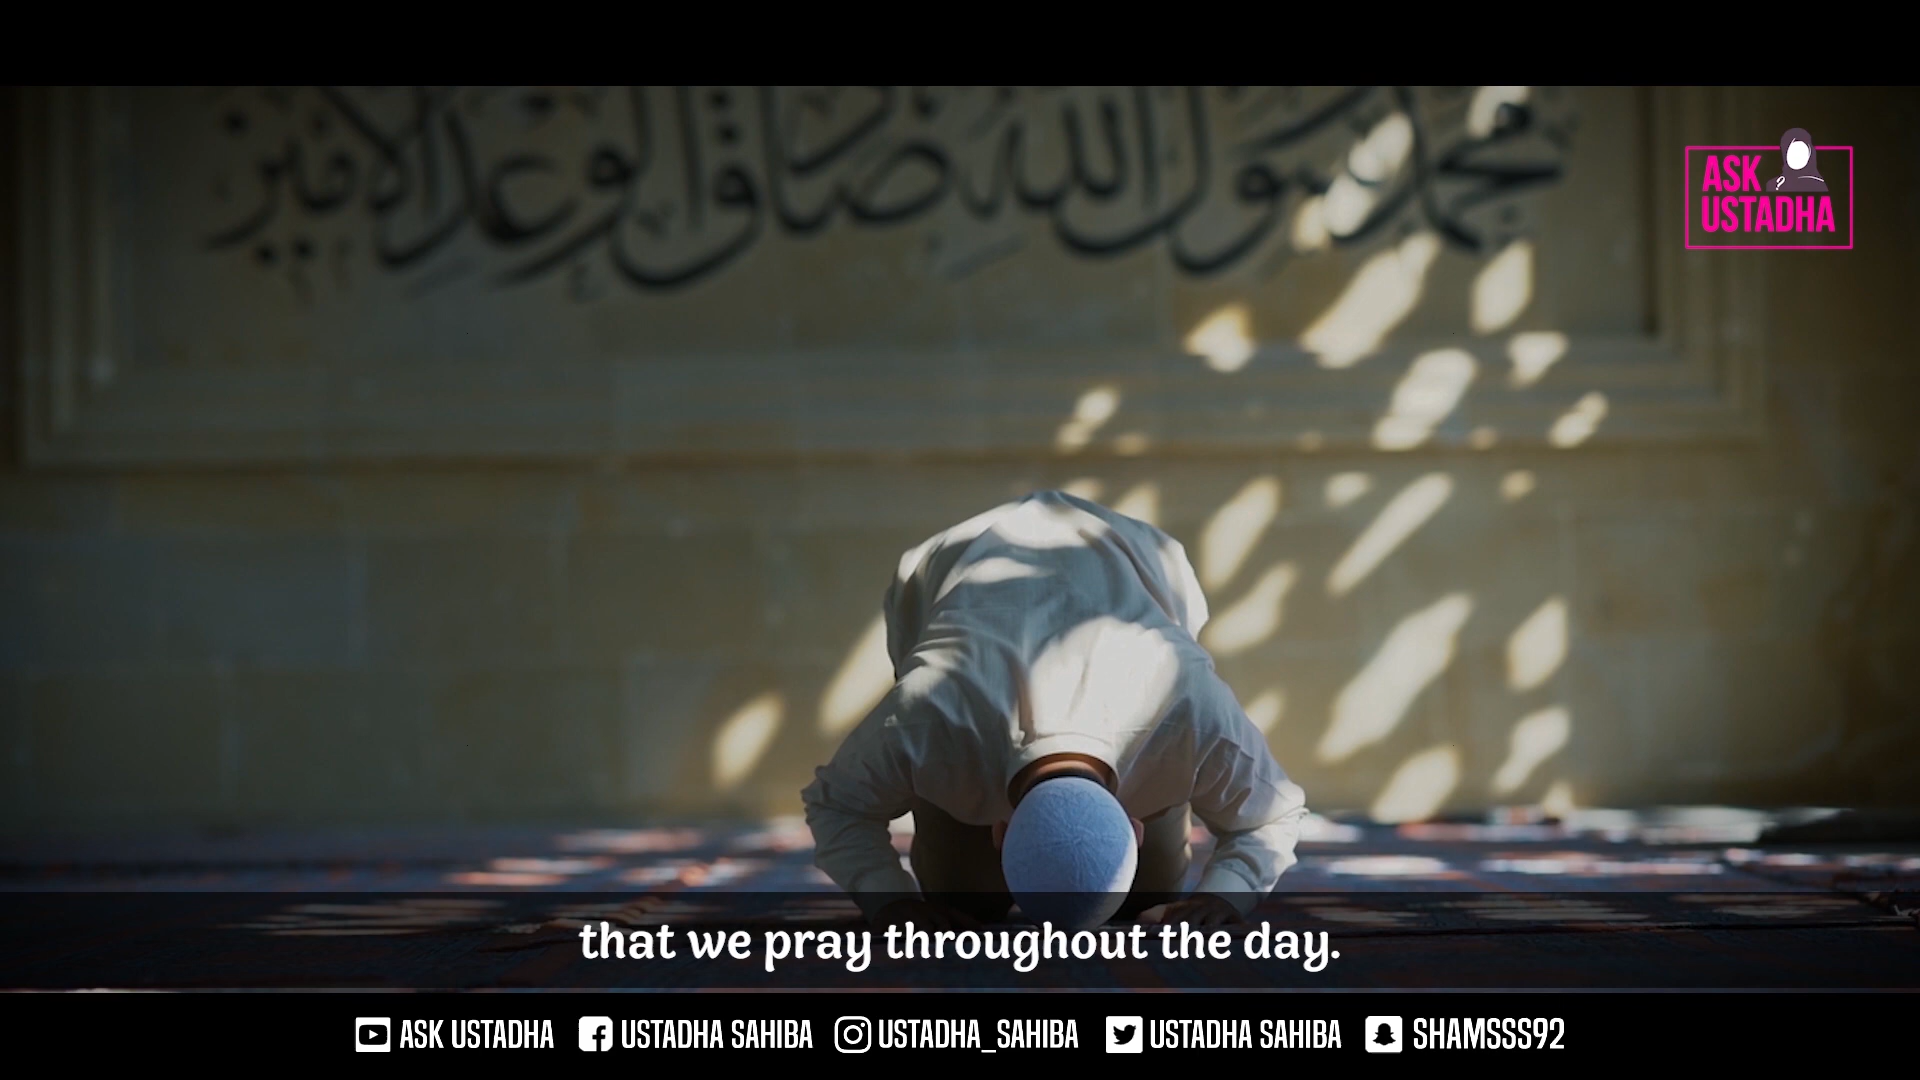 محمد رسول الله صادق الوعد الامين
ASK
USTADHA
that we pray throughout the day.
ASK USTADHA USTADHA SAHIBA USTADHA_SAHIBA USTADHA SAHIBA SHAMSSS92